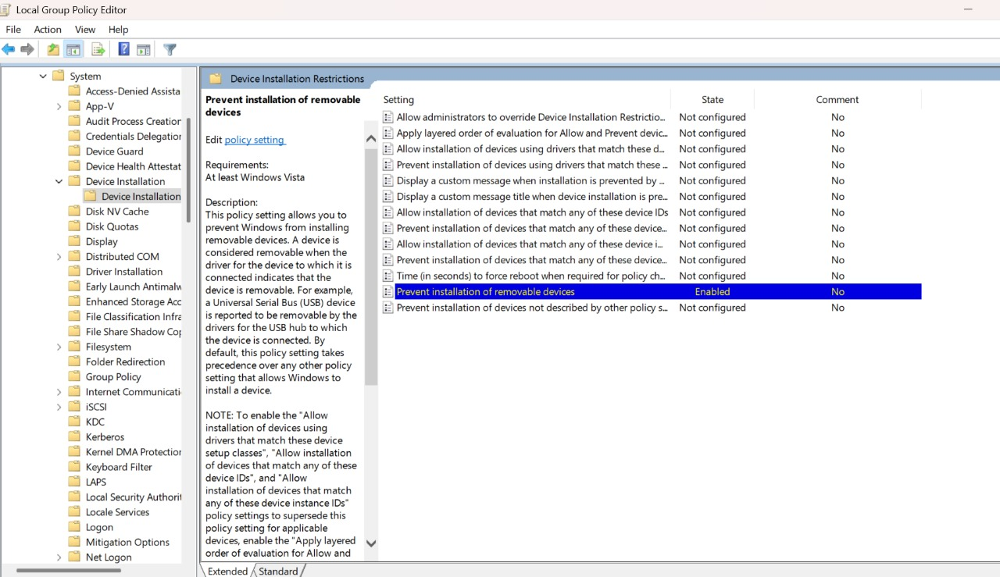 Local Group Policy Editor
File Action View Help
System
Access-Denied Assista
App-V
Audit Process Creation
Credentials Delegation
Device Guard
Device Health Attestat
Device Installation
Device Installation
Disk NV Cache
Disk Quotas
Display
Distributed COM
Driver Installation
Early Launch Antimalw
Enhanced Storage Acc
File Classification Infra
File Share Shadow Cop
Filesystem
Folder Redirection
Group Policy
Internet Communicati
iSCSI
KDC
Kerberos
Kernel DMA Protection
Keyboard Filter
LAPS
Local Security Authorit
Locale Services
Logon
Mitigation Options
Net Logon
Device Installation Restrictions
Prevent installation of removable
devices
Edit policy setting
Requirements:
At least Windows Vista
Description:
This policy setting allows you to
prevent Windows from installing
removable devices. A device is
considered removable when the
driver for the device to which it is
connected indicates that the
device is removable. For example,
a Universal Serial Bus (USB) device
is reported to be removable by the
drivers for the USB hub to which
the device is connected. By
default, this policy setting takes
precedence over any other policy
setting that allows Windows to
install a device.
NOTE: To enable the "Allow
installation of devices using
drivers that match these device
setup classes", "Allow installation
of devices that match any of these
device IDs", and "Allow
installation of devices that match
any of these device instance IDs"
policy settings to supersede this
policy setting for applicable
devices, enable the "Apply layered
order of evaluation for Allow and
Setting State Comment
Allow administrators to override Device Installation Restrictio... Not configured No
Apply layered order of evaluation for Allow and Prevent devic... Not configured No
Allow installation of devices using drivers that match these d... Not configured No
Prevent installation of devices using drivers that match these ... Not configured No
Display a custom message when installation is prevented by ... Not configured No
Display a custom message title when device installation is pre... Not configured No
Allow installation of devices that match any of these device IDs Not configured No
Prevent installation of devices that match any of these device... Not configured No
Allow installation of devices that match any of these device i... Not configured No
Prevent installation of devices that match any of these device... Not configured No
Time (in seconds) to force reboot when required for policy ch... Not configured No
Prevent installation of removable devices Enabled No
Prevent installation of devices not described by other policy s... Not configured No
Extended Standard